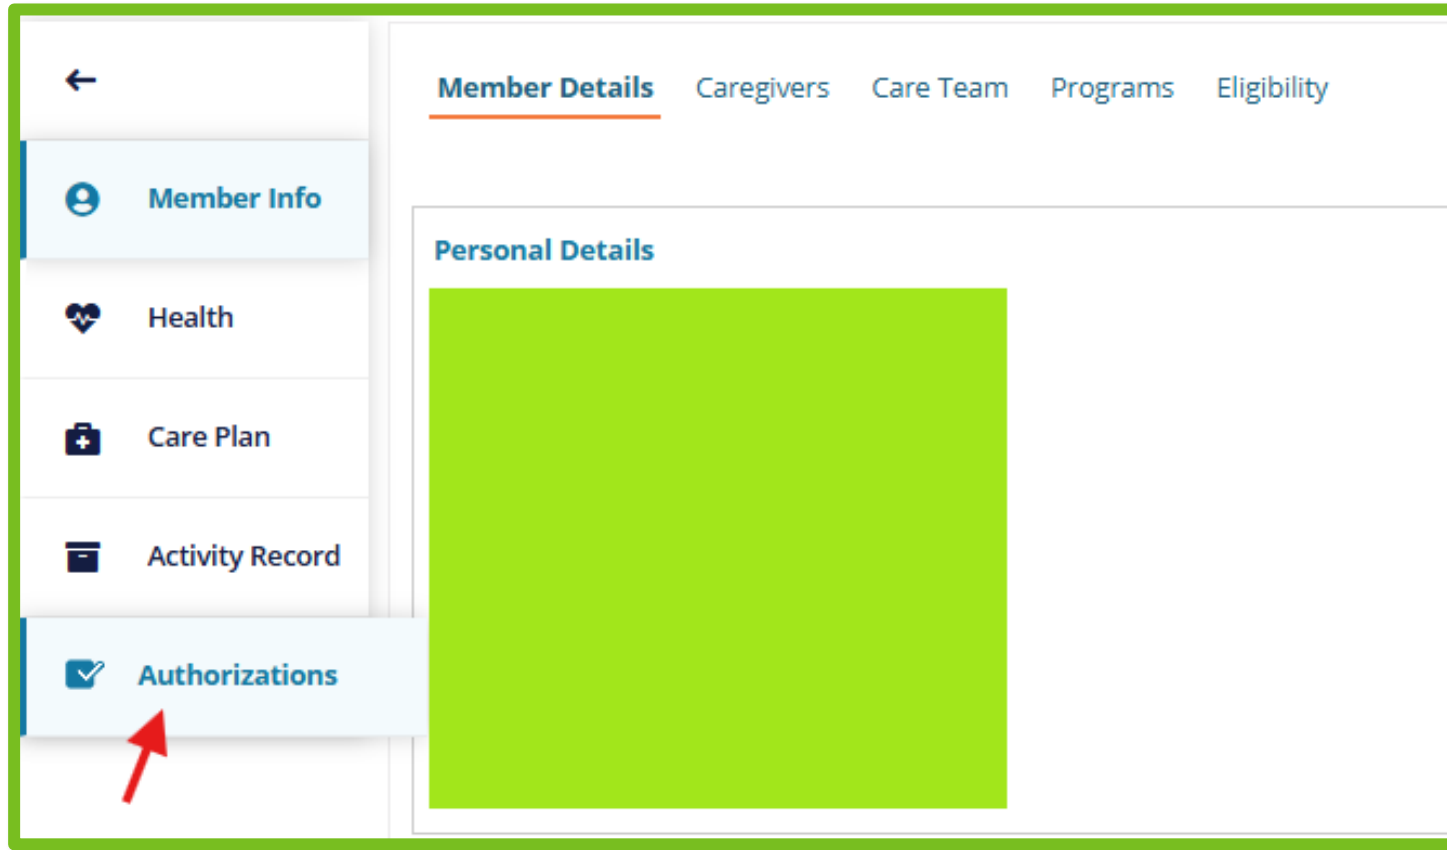 Member Details Caregivers Care Team Programs Eligibility
Member Info
Personal Details
Health
Care Plan
Activity Record
Authorizations